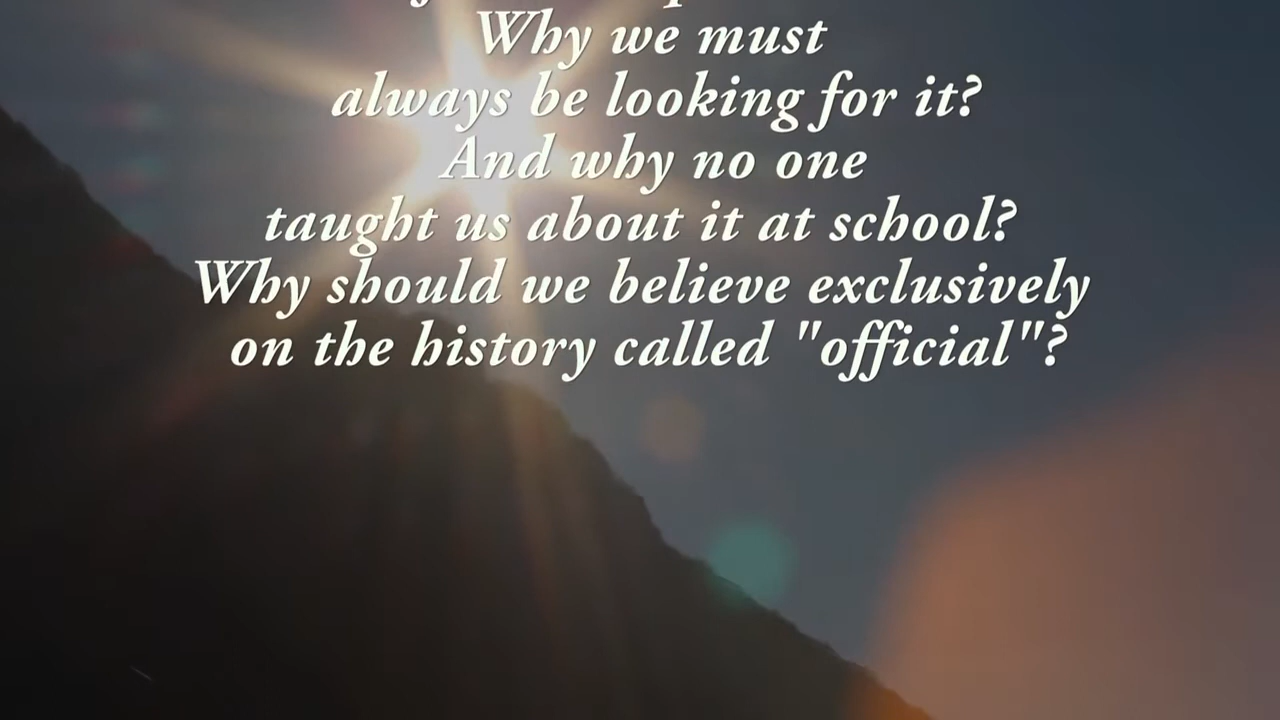 Why we must
always be looking for it?
And why no one
taught us about it at school?
Why should we believe exclusively
on the history called "official"?